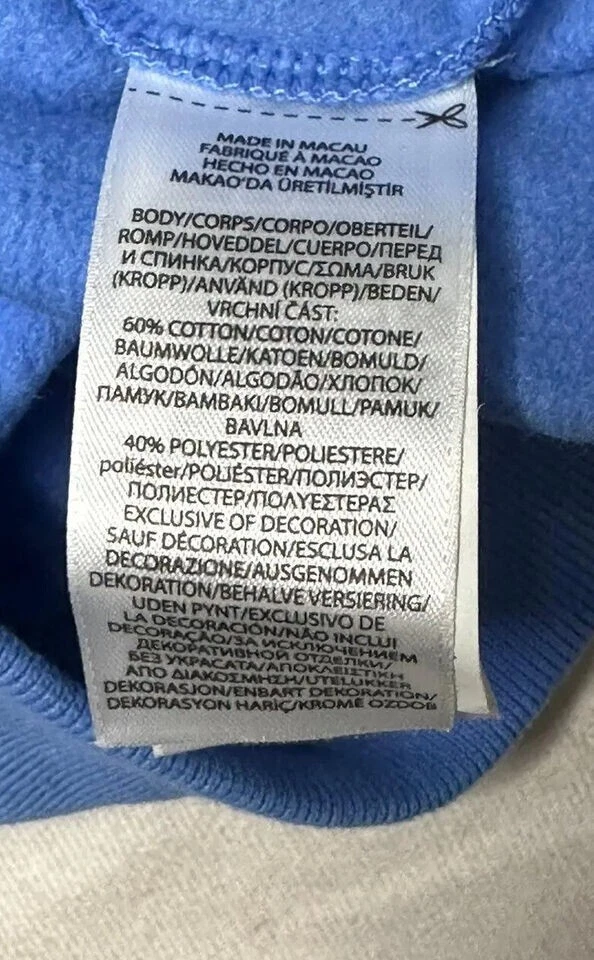 MADE IN MACAU
FABRIQUÉ À MACAO
HECHO EN MACAO
MAKAO'DA ÜRETİLMİŞTİR
BODY/CORPS/CORPO/OBERTEIL/
ROMP/HOVEDDEL/CUERPO/ПЕРЕД
И СПИНКА/КОРПУС/ΣΩΜΑ/BRUK
(KROPP)/ANVÄND (KROPP)/BEDEN/
VRCHNÍ ČÁST:
60% COTTON/COTON/COTONE/
BAUMWOLLE/KATOEN/BOMULD/
ALGODÓN/ALGODÃO/ХЛОПОК/
ПАМУК/ΒΑΜΒΑΚΙ/BOMULL/PAMUK/
BAVLNA
40% POLYESTER/POLIESTERE/
poliéster/POLIÉSTER/ПОЛИЭСТЕР/
ПОЛИЕСТЕР/ΠΟΛΥΕΣΤΕΡΑΣ
EXCLUSIVE OF DECORATION/
SAUF DÉCORATION/ESCLUSA LA
DECORAZIONE/AUSGENOMMEN
DEKORATION/BEHALVE VERSIERING/
UDEN PYNT/EXCLUSIVO DE
LA DECORACIÓN/NÃO INCLUI
DECORAÇÃO/ЗА ИСКЛЮЧЕНИЕМ
ДЕКОРАТИВНОЙ ОТДЕЛКИ/
БЕЗ УКРАСАТА/ΑΠΟΚΛΕΙΣΤΙΚΗ
ΑΠΟ ΔΙΑΚΟΣΜΗΣΗ/UTELUKKER
DEKORASJON/ENBART DEKORATION/
DEKORASYON HARİÇ/KROMĚ OZDOB